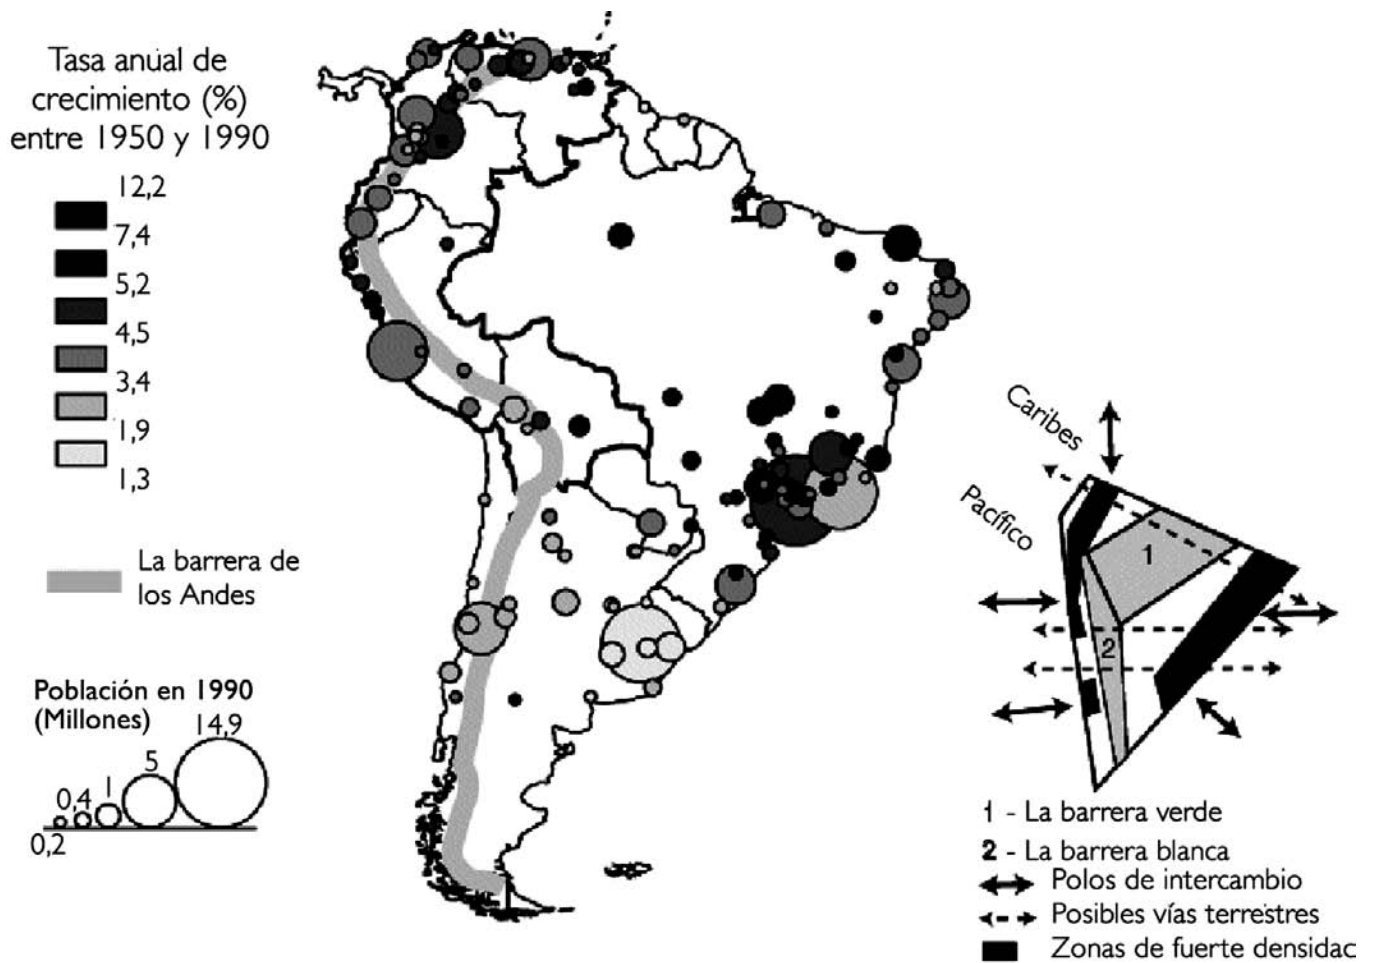 Tasa anual de
crecimiento (%)
entre 1950 y 1990
12,2
7,4
5,2
4,5
3,4
1,9
1,3
La barrera de
los Andes
Población en 1990
(Millones)
14,9
5
1
0,4
0,2
Caribes
Pacífico
1
2
1 - La barrera verde
2 - La barrera blanca
Polos de intercambio
Posibles vías terrestres
Zonas de fuerte densidac